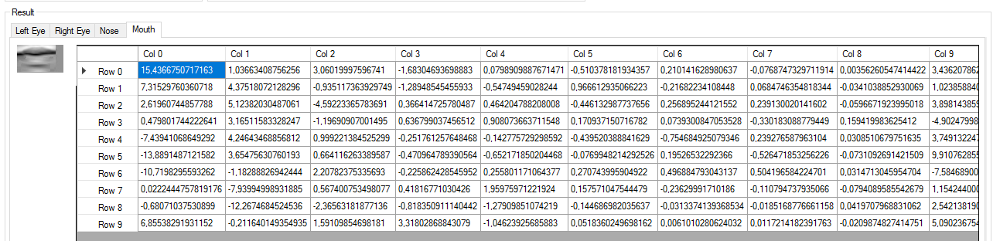 Result
Left Eye Right Eye Nose Mouth
Col 0 Col 1 Col 2 Col 3 Col 4 Col 5 Col 6 Col 7 Col 8 Col 9
Row 0 15,4366750717163 1,03663408756256 3,06019997596741 -1,68304693698883 0,0798909887671471 -0,510378181934357 0,210141628980637 -0,0768747329711914 0,00356260547414422 3,436207862
Row 1 7,31529760360718 4,37518072128296 -0,935117363929749 -1,28948545455933 -0,54749459028244 0,966612935066223 -0,21682234108448 0,0684746354818344 -0,0341038852930069 1,023858840
Row 2 2,61960744857788 5,12382030487061 -4,59223365783691 0,366414725780487 0,464204788208008 -0,446132987737656 0,256895244121552 0,239130020141602 -0,0596671923995018 3,898143859
Row 3 0,479801744222641 3,16511583328247 -1,19690907001495 0,636799037456512 0,908073663711548 0,170937150716782 0,0739300847053528 -0,330183088779449 0,159419983625412 -4,90247998
Row 4 -7,43941068649292 4,24643468856812 0,999221384525299 -0,251761257648468 -0,142775729298592 -0,439520388841629 -0,754684925079346 0,239276587963104 0,0308510679751635 3,749132247
Row 5 -13,8891487121582 3,65475630760193 0,664116263389587 -0,470964789390564 -0,652171850204468 -0,0769948214292526 0,19526532292366 -0,526471853256226 -0,0731092691421509 9,910762855
Row 6 -10,7198295593262 -1,18288826942444 2,20782375335693 -0,225862428545952 0,255801171064377 0,270743995904922 0,496884793043137 0,504196584224701 0,0314713045954704 -7,58468900
Row 7 0,0222444757819176 -7,93994998931885 0,567400753498077 0,41816771030426 1,95975971221924 0,157571047544479 -0,23629991710186 -0,110794737935066 -0,0794089585542679 1,154244000
Row 8 -0,68071037530899 -12,2674684524536 -2,36563181877136 -0,818350911140442 -1,27909851074219 -0,144686982035637 -0,0313374139368534 -0,0185168776661158 0,0419707968831062 2,542138190
Row 9 6,85538291931152 -0,211640149354935 1,59109854698181 3,31802868843079 -1,04623925685883 0,0518360249698162 0,0061010280624032 0,0117214182391763 -0,0209874827414751 5,090236754